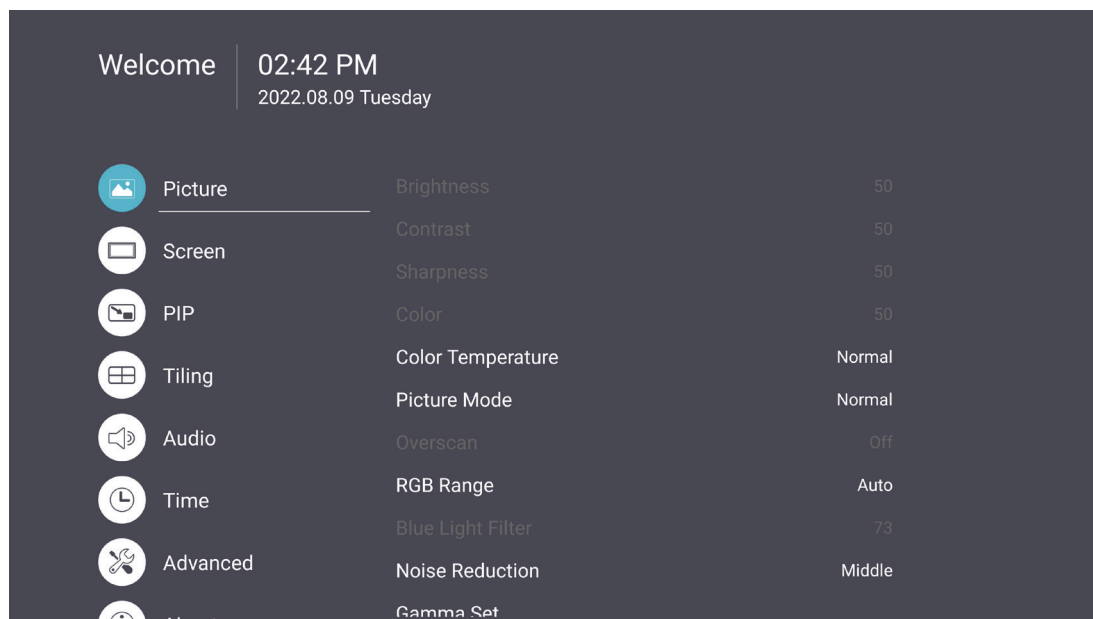 Welcome
02:42 PM
2022.08.09 Tuesday
Picture
Screen
PIP
Tiling
Audio
Time
Advanced
Brightness 50
Contrast 50
Sharpness 50
Color 50
Color Temperature Normal
Picture Mode Normal
Overscan Off
RGB Range Auto
Blue Light Filter 73
Noise Reduction Middle
Gamma Set